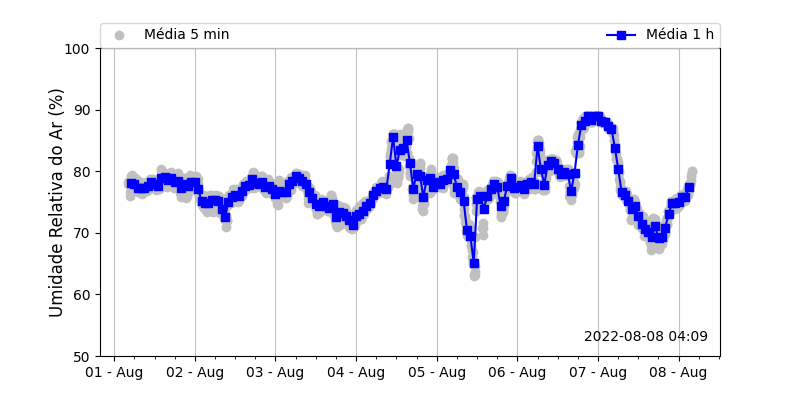 Média 5 min Média 1 h
Umidade Relativa do Ar (%)
100
90
80
70
60
50
2022-08-08 04:09
01 - Aug 02 - Aug 03 - Aug 04 - Aug 05 - Aug 06 - Aug 07 - Aug 08 - Aug